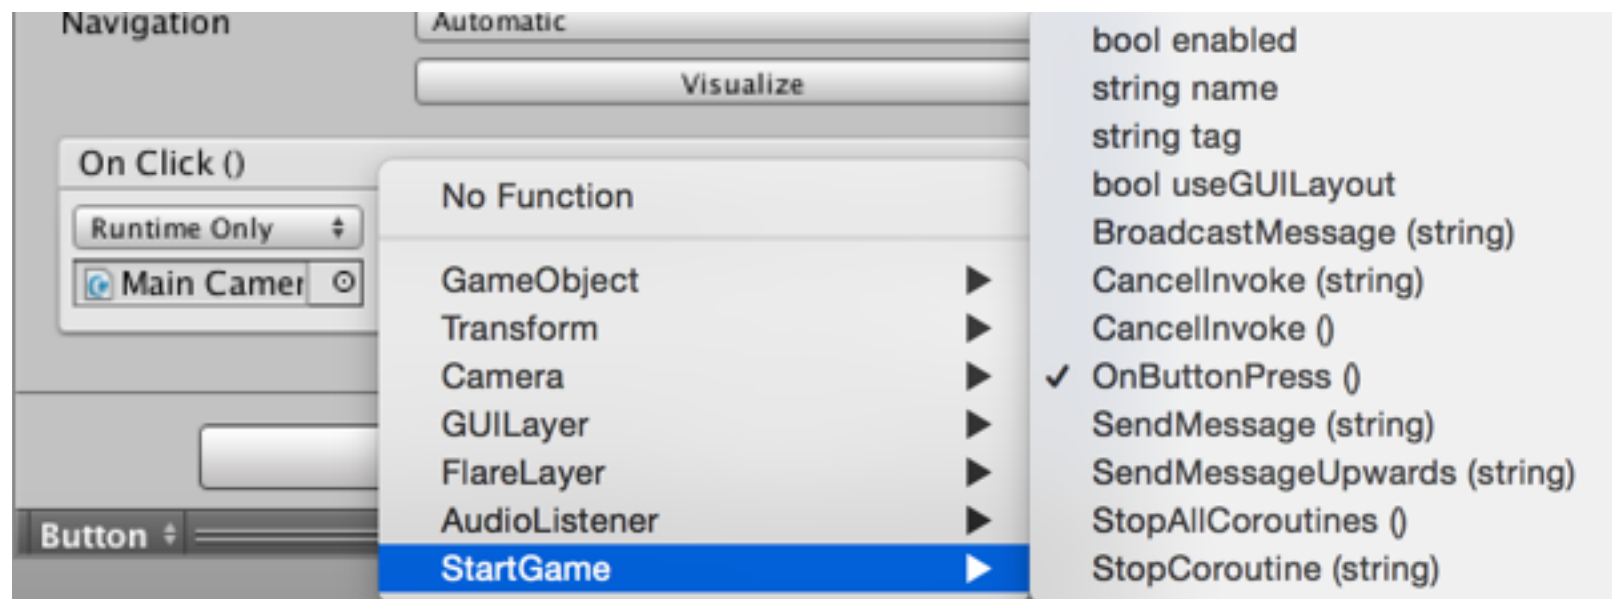 Navigation
Automatic
Visualize
On Click ()
Runtime Only
Main Camer
Button
No Function
GameObject
Transform
Camera
GUILayer
FlareLayer
AudioListener
StartGame
bool enabled
string name
string tag
bool useGUILayout
BroadcastMessage (string)
CancelInvoke (string)
CancelInvoke ()
✓ OnButtonPress ()
SendMessage (string)
SendMessageUpwards (string)
StopAllCoroutines ()
StopCoroutine (string)